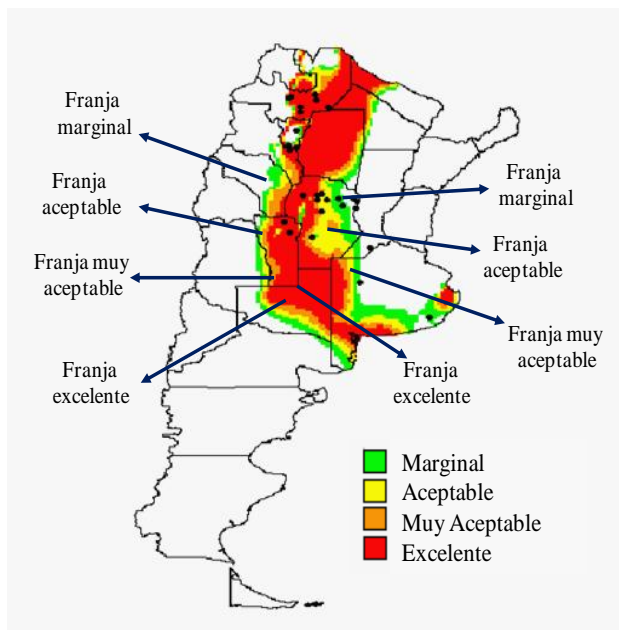 Franja
marginal
Franja
aceptable
Franja muy
aceptable
Franja
excelente
Franja
marginal
Franja
aceptable
Franja muy
aceptable
Franja
excelente
Marginal
Aceptable
Muy Aceptable
Excelente